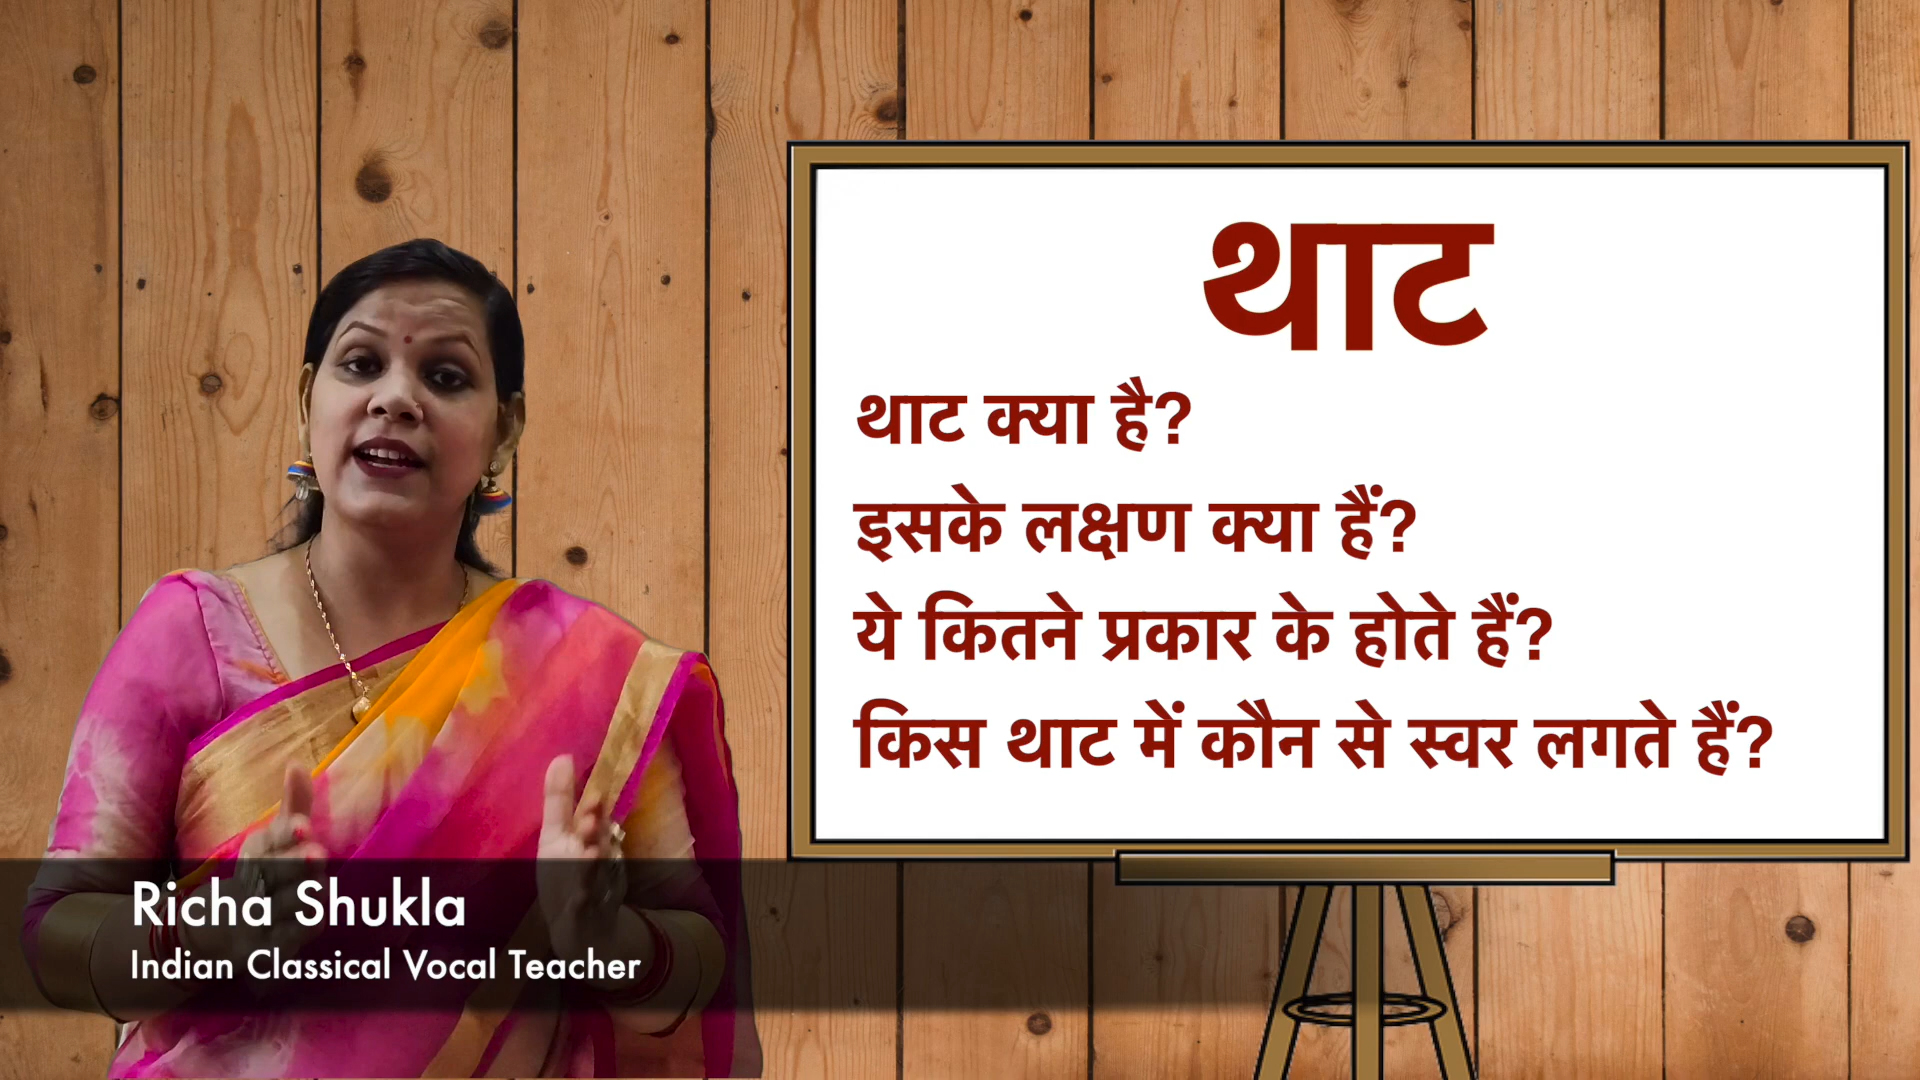 थाट
थाट क्या है?
इसके लक्षण क्या हैं?
ये कितने प्रकार के होते हैं?
किस थाट में कौन से स्वर लगते हैं?
Richa Shukla
Indian Classical Vocal Teacher